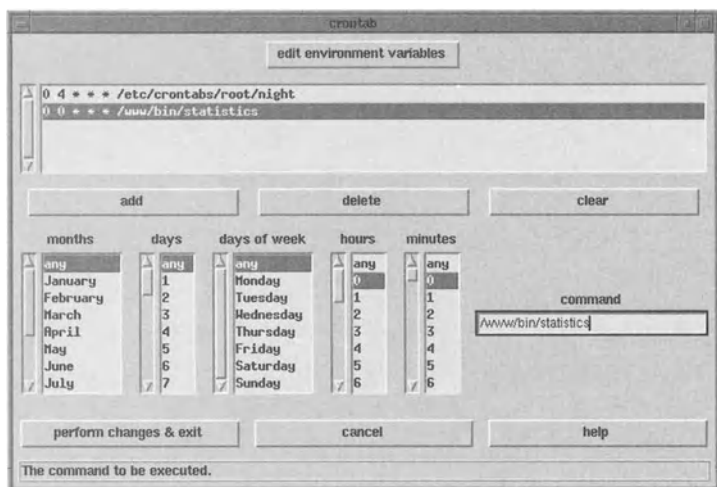 crontab
edit environment variables
0 4 * * * /etc/crontabs/root/night
0 0 * * * /www/bin/statistics
add delete clear
months days days of week hours minutes
any any any any any
January 1 Monday 0 0
February 2 Tuesday 1 1
March 3 Wednesday 2 2
April 4 Thursday 3 3
May 5 Friday 4 4
June 6 Saturday 5 5
July 7 Sunday 6 6
command
/www/bin/statistics
perform changes & exit cancel help
The command to be executed.